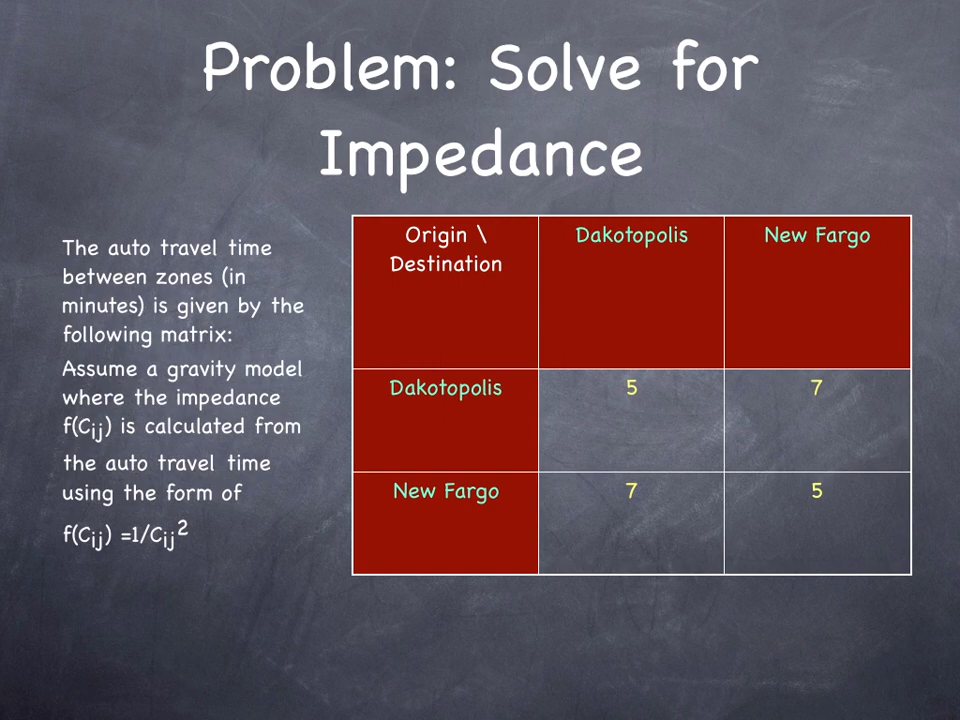 Problem: Solve for
Impedance
The auto travel time
between zones (in
minutes) is given by the
following matrix:
Assume a gravity model
where the impedance
f(Cij) is calculated from
the auto travel time
using the form of
f(Cij) =1/Cij2
Origin \
Destination
Dakotopolis
New Fargo
Dakotopolis
5
7
New Fargo
7
5